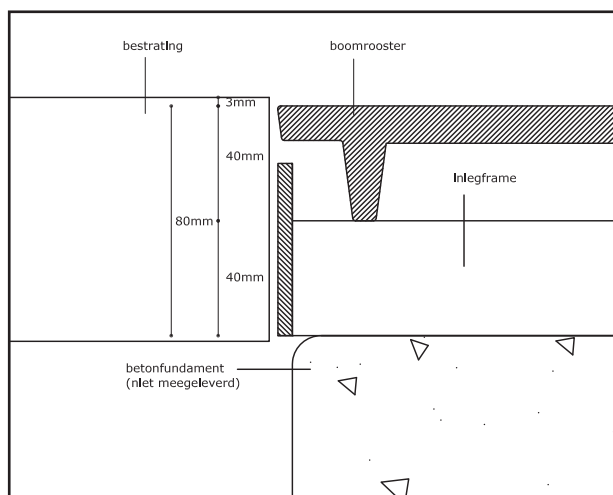 bestrating
boomrooster
3mm
40mm
inlegframe
80mm
40mm
betonfundament
(niet meegeleverd)